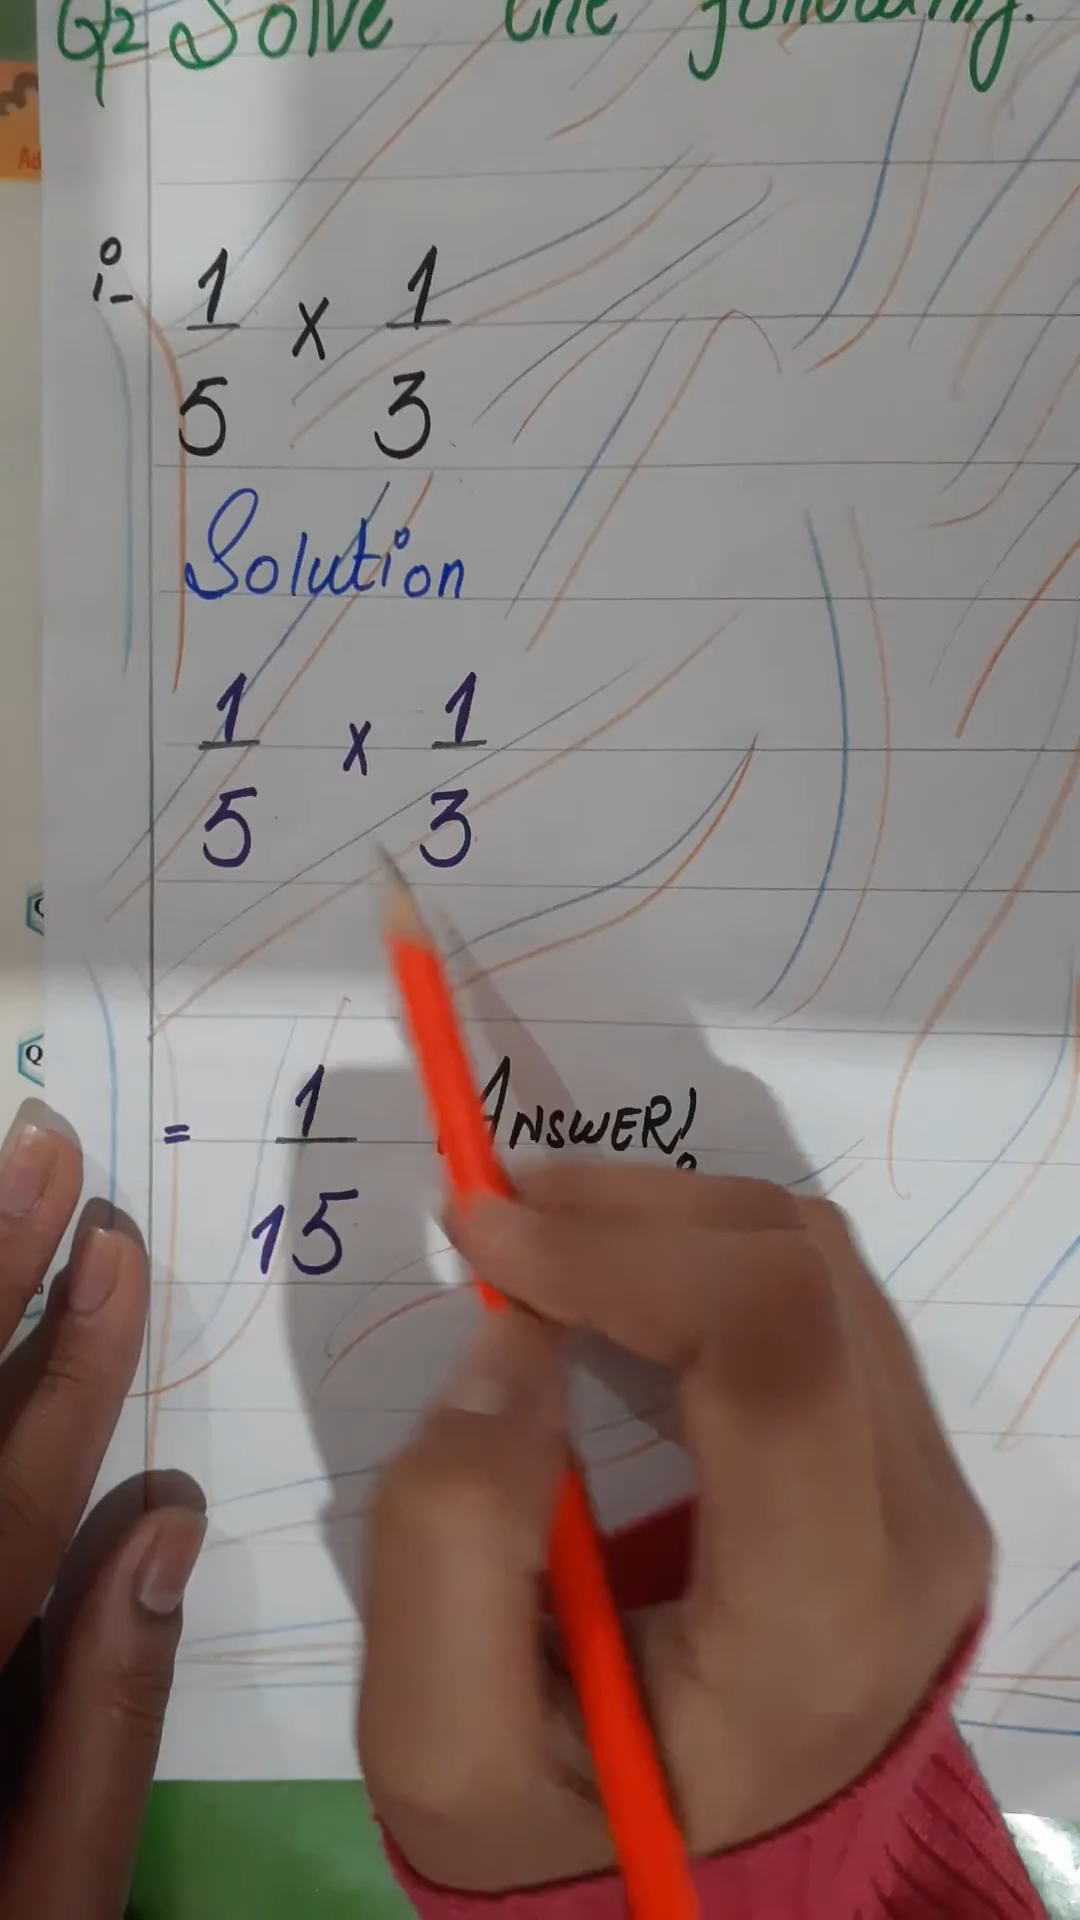 Q2 Solve the following.
i- 1/5 x 1/3
Solution
1/5 x 1/3
= 1/15 ANSWER!
Q